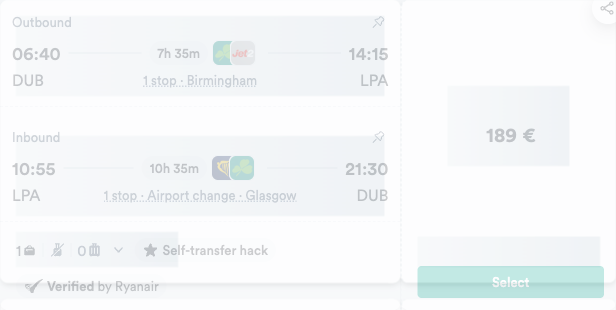 Outbound
06:40 7h 35m Jet2 14:15
DUB 1 stop · Birmingham LPA
Inbound
10:55 10h 35m 21:30
LPA 1 stop · Airport change · Glasgow DUB
189 €
1 0 Self-transfer hack
Verified by Ryanair
Select